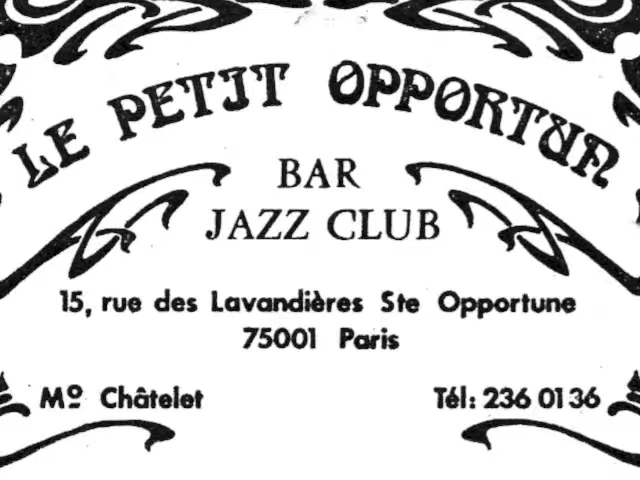 LE PETIT OPPORTUN
BAR
JAZZ CLUB
15, rue des Lavandières Ste Opportune
75001 Paris
Mº Châtelet
Tél: 236 01 36